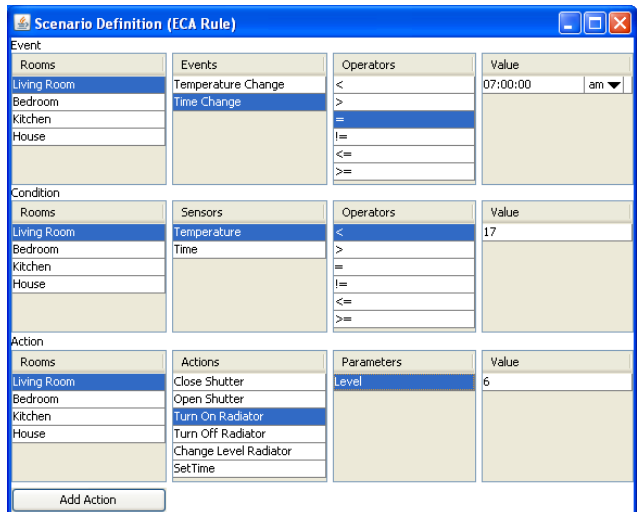 Scenario Definition (ECA Rule)
Event
Rooms Events Operators Value
Living Room Temperature Change < 07:00:00 am
Bedroom Time Change >
Kitchen =
House !=
<=
>=
Condition
Rooms Sensors Operators Value
Living Room Temperature < 17
Bedroom Time >
Kitchen =
House !=
<=
>=
Action
Rooms Actions Parameters Value
Living Room Close Shutter Level 6
Bedroom Open Shutter
Kitchen Turn On Radiator
House Turn Off Radiator
Change Level Radiator
SetTime
Add Action